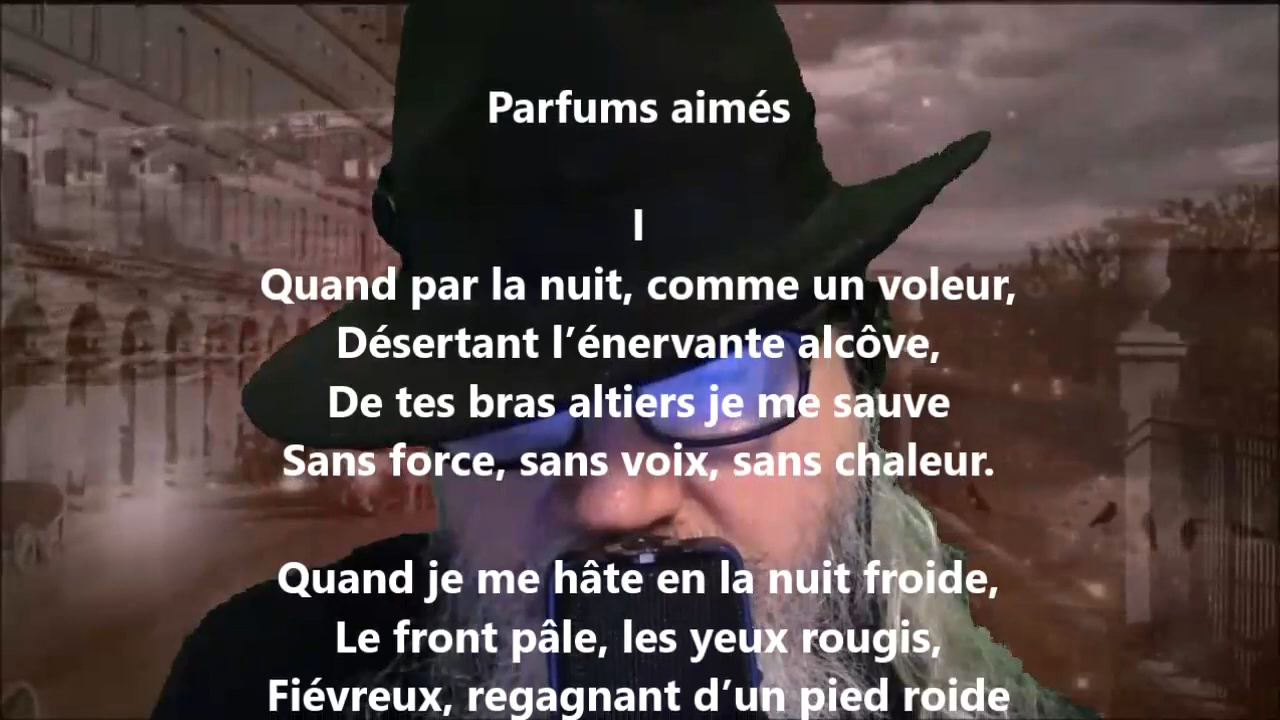 Parfums aimés
I
Quand par la nuit, comme un voleur,
Désertant l’énervante alcôve,
De tes bras altiers je me sauve
Sans force, sans voix, sans chaleur.
Quand je me hâte en la nuit froide,
Le front pâle, les yeux rougis,
Fiévreux, regagnant d’un pied roide